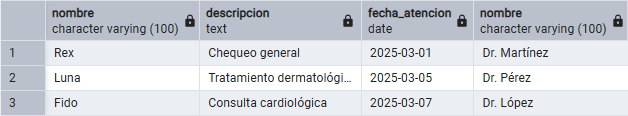 nombre descripcion fecha_atencion nombre
character varying (100) text date character varying (100)
1 Rex Chequeo general 2025-03-01 Dr. Martínez
2 Luna Tratamiento dermatológi... 2025-03-05 Dr. Pérez
3 Fido Consulta cardiológica 2025-03-07 Dr. López